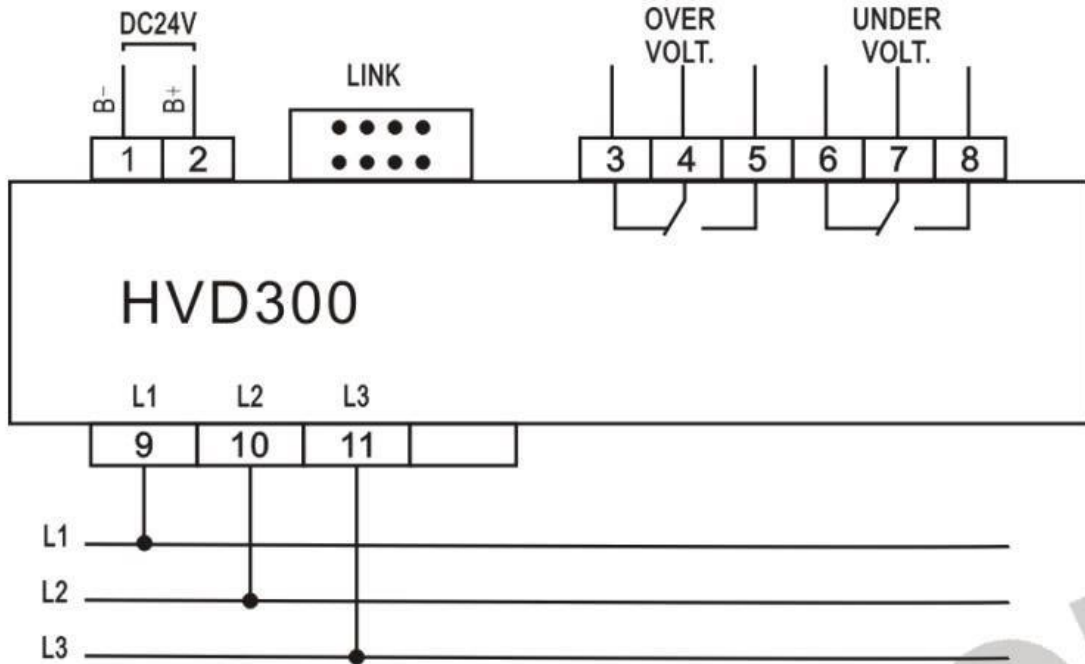 DC24V
OVER
VOLT.
UNDER
VOLT.
B-
B+
LINK
1 2
3 4 5 6 7 8
HVD300
L1 L2 L3
9 10 11
L1
L2
L3